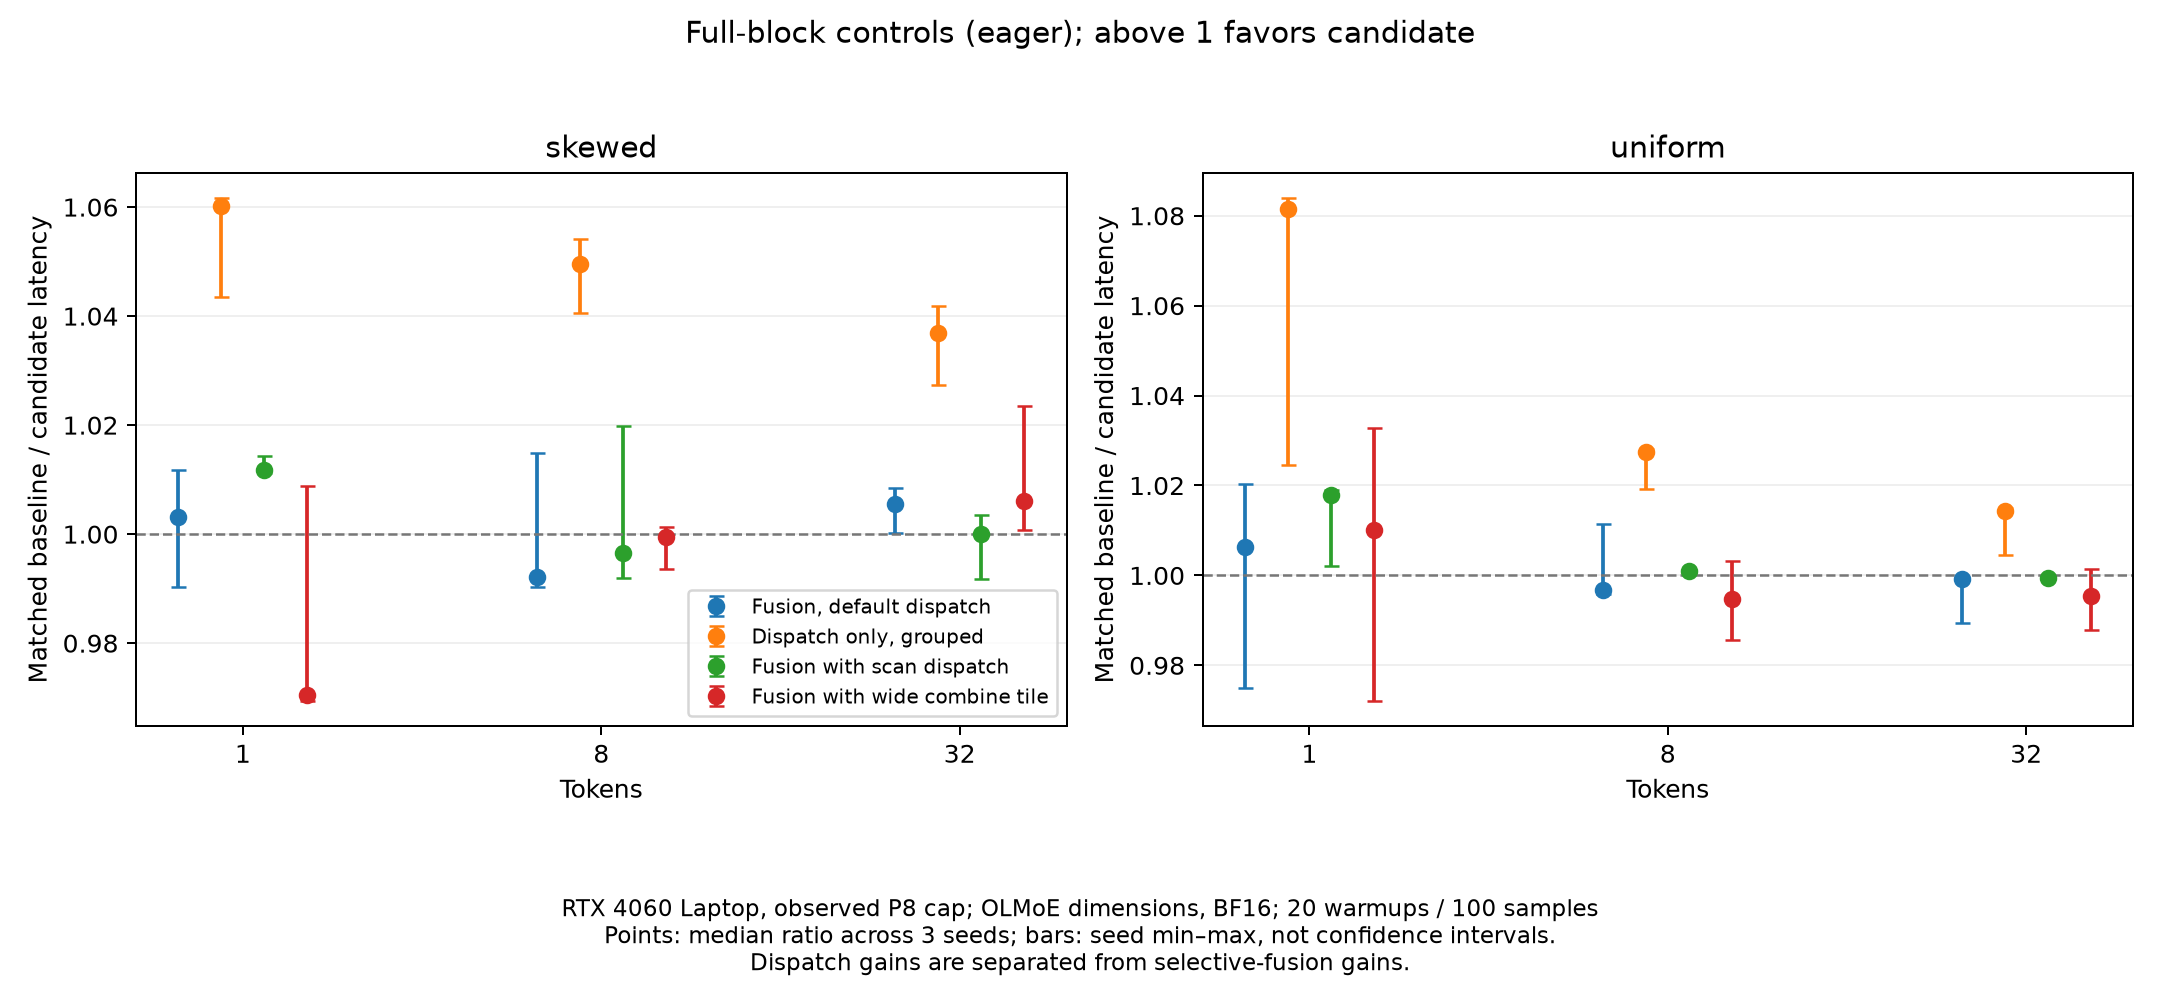 Full-block controls (eager); above 1 favors candidate
skewed
Matched baseline / candidate latency
1.06
1.04
1.02
1.00
0.98
1
8
32
Tokens
Fusion, default dispatch
Dispatch only, grouped
Fusion with scan dispatch
Fusion with wide combine tile
uniform
Matched baseline / candidate latency
1.08
1.06
1.04
1.02
1.00
0.98
1
8
32
Tokens
RTX 4060 Laptop, observed P8 cap; OLMoE dimensions, BF16; 20 warmups / 100 samples
Points: median ratio across 3 seeds; bars: seed min–max, not confidence intervals.
Dispatch gains are separated from selective-fusion gains.